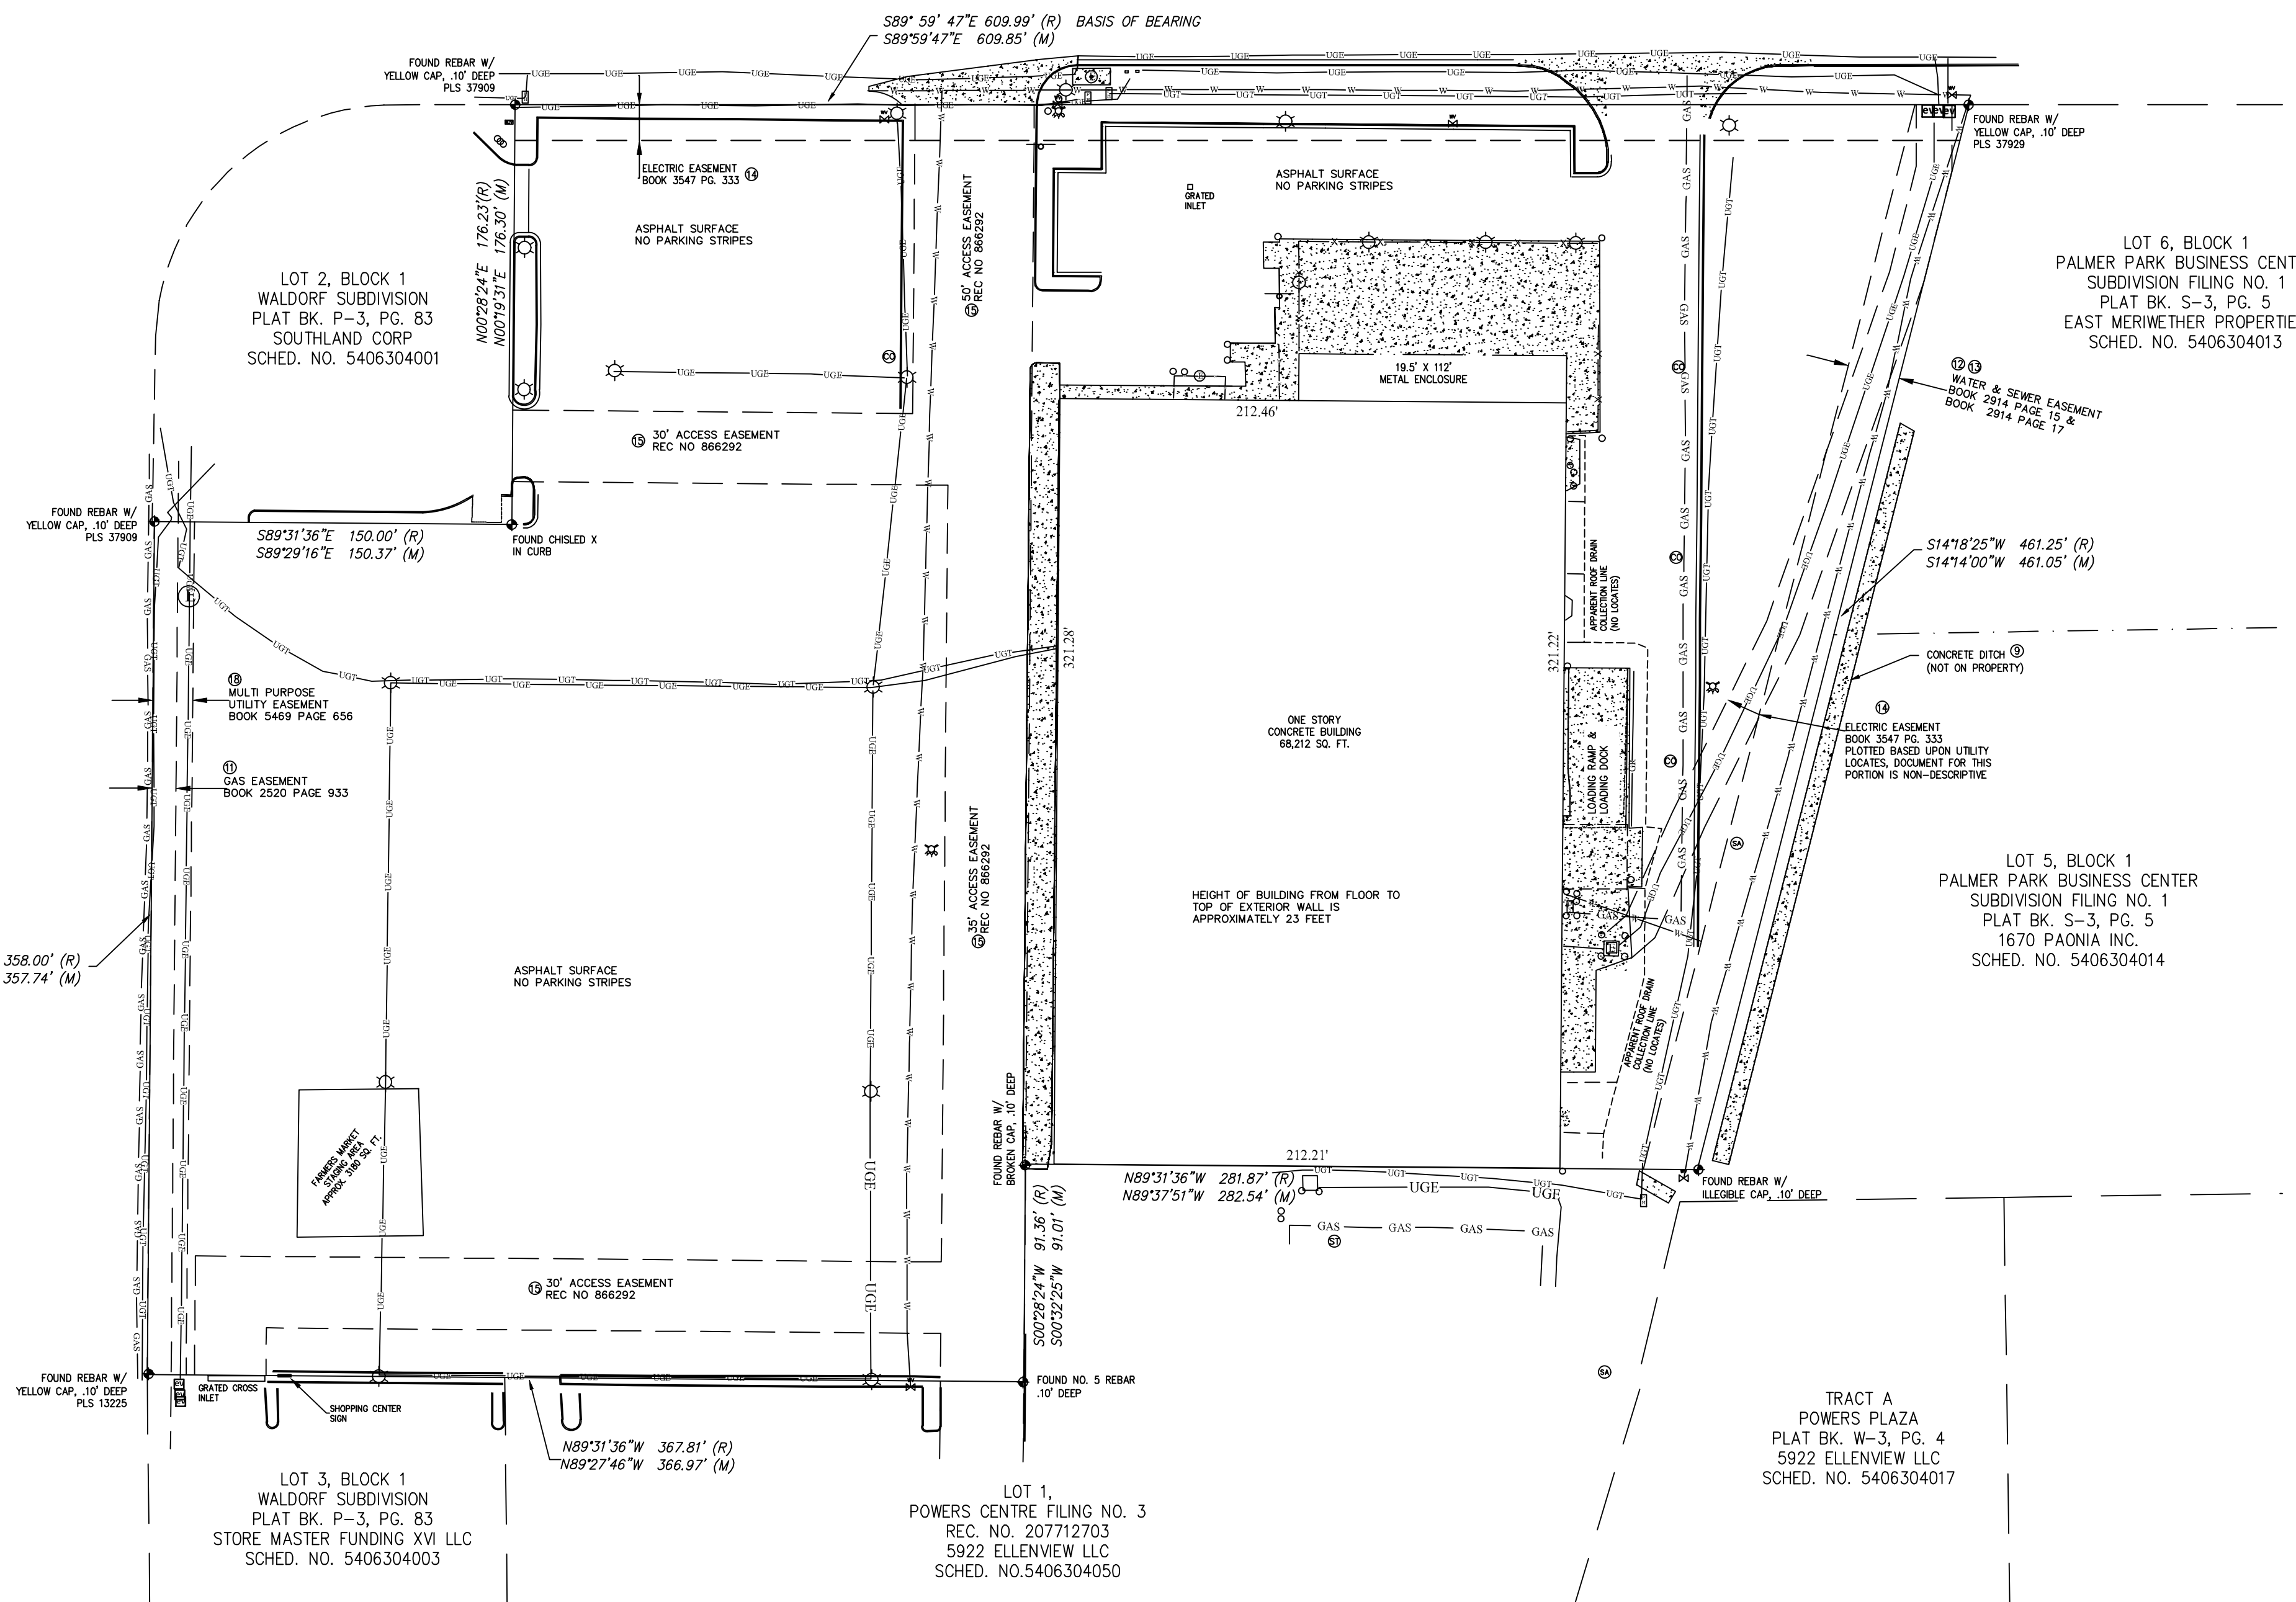 S89° 59' 47"E 609.99' (R) BASIS OF BEARING
S89°59'47"E 609.85' (M)
FOUND REBAR W/
YELLOW CAP, .10' DEEP
PLS 37909
FOUND REBAR W/
YELLOW CAP, .10' DEEP
PLS 37929
ELECTRIC EASEMENT
BOOK 3547 PG. 333 14
ASPHALT SURFACE
NO PARKING STRIPES
N00°28'24"E 176.23'(R)
N00°19'31"E 176.30' (M)
LOT 2, BLOCK 1
WALDORF SUBDIVISION
PLAT BK. P-3, PG. 83
SOUTHLAND CORP
SCHED. NO. 5406304001
15 50' ACCESS EASEMENT
REC NO 866292
GRATED
INLET
ASPHALT SURFACE
NO PARKING STRIPES
LOT 6, BLOCK 1
PALMER PARK BUSINESS CENT
SUBDIVISION FILING NO. 1
PLAT BK. S-3, PG. 5
EAST MERIWETHER PROPERTIE
SCHED. NO. 5406304013
19.5' X 112'
METAL ENCLOSURE
212.46'
12 13
WATER & SEWER EASEMENT
BOOK 2914 PAGE 15 &
BOOK 2914 PAGE 17
15 30' ACCESS EASEMENT
REC NO 866292
FOUND REBAR W/
YELLOW CAP, .10' DEEP
PLS 37909
S89°31'36"E 150.00' (R)
S89°29'16"E 150.37' (M)
FOUND CHISLED X
IN CURB
S14°18'25"W 461.25' (R)
S14°14'00"W 461.05' (M)
APPARENT ROOF DRAIN
COLLECTION LINE
(NO LOCATES)
321.28'
321.22'
CONCRETE DITCH 9
(NOT ON PROPERTY)
18
MULTI PURPOSE
UTILITY EASEMENT
BOOK 5469 PAGE 656
11
GAS EASEMENT
BOOK 2520 PAGE 933
ONE STORY
CONCRETE BUILDING
68,212 SQ. FT.
LOADING RAMP &
LOADING DOCK
14
ELECTRIC EASEMENT
BOOK 3547 PG. 333
PLOTTED BASED UPON UTILITY
LOCATES, DOCUMENT FOR THIS
PORTION IS NON-DESCRIPTIVE
15 35' ACCESS EASEMENT
REC NO 866292
HEIGHT OF BUILDING FROM FLOOR TO
TOP OF EXTERIOR WALL IS
APPROXIMATELY 23 FEET
LOT 5, BLOCK 1
PALMER PARK BUSINESS CENTER
SUBDIVISION FILING NO. 1
PLAT BK. S-3, PG. 5
1670 PAONIA INC.
SCHED. NO. 5406304014
358.00' (R)
357.74' (M)
ASPHALT SURFACE
NO PARKING STRIPES
APPARENT ROOF DRAIN
COLLECTION LINE
(NO LOCATES)
FARMERS MARKET
STAGING AREA
APPROX. 3180 SQ. FT.
FOUND REBAR W/
BROKEN CAP, .10' DEEP
212.21'
N89°31'36"W 281.87' (R)
N89°37'51"W 282.54' (M)
FOUND REBAR W/
ILLEGIBLE CAP, .10' DEEP
UGE UGE
GAS GAS GAS GAS
ST
S00°28'24"W 91.36' (R)
S00°32'25"W 91.01' (M)
15 30' ACCESS EASEMENT
REC NO 866292
FOUND REBAR W/
YELLOW CAP, .10' DEEP
PLS 13225
GRATED CROSS
INLET
SHOPPING CENTER
SIGN
FOUND NO. 5 REBAR
.10' DEEP
N89°31'36"W 367.81' (R)
N89°27'46"W 366.97' (M)
SA
LOT 3, BLOCK 1
WALDORF SUBDIVISION
PLAT BK. P-3, PG. 83
STORE MASTER FUNDING XVI LLC
SCHED. NO. 5406304003
LOT 1,
POWERS CENTRE FILING NO. 3
REC. NO. 207712703
5922 ELLENVIEW LLC
SCHED. NO.5406304050
TRACT A
POWERS PLAZA
PLAT BK. W-3, PG. 4
5922 ELLENVIEW LLC
SCHED. NO. 5406304017